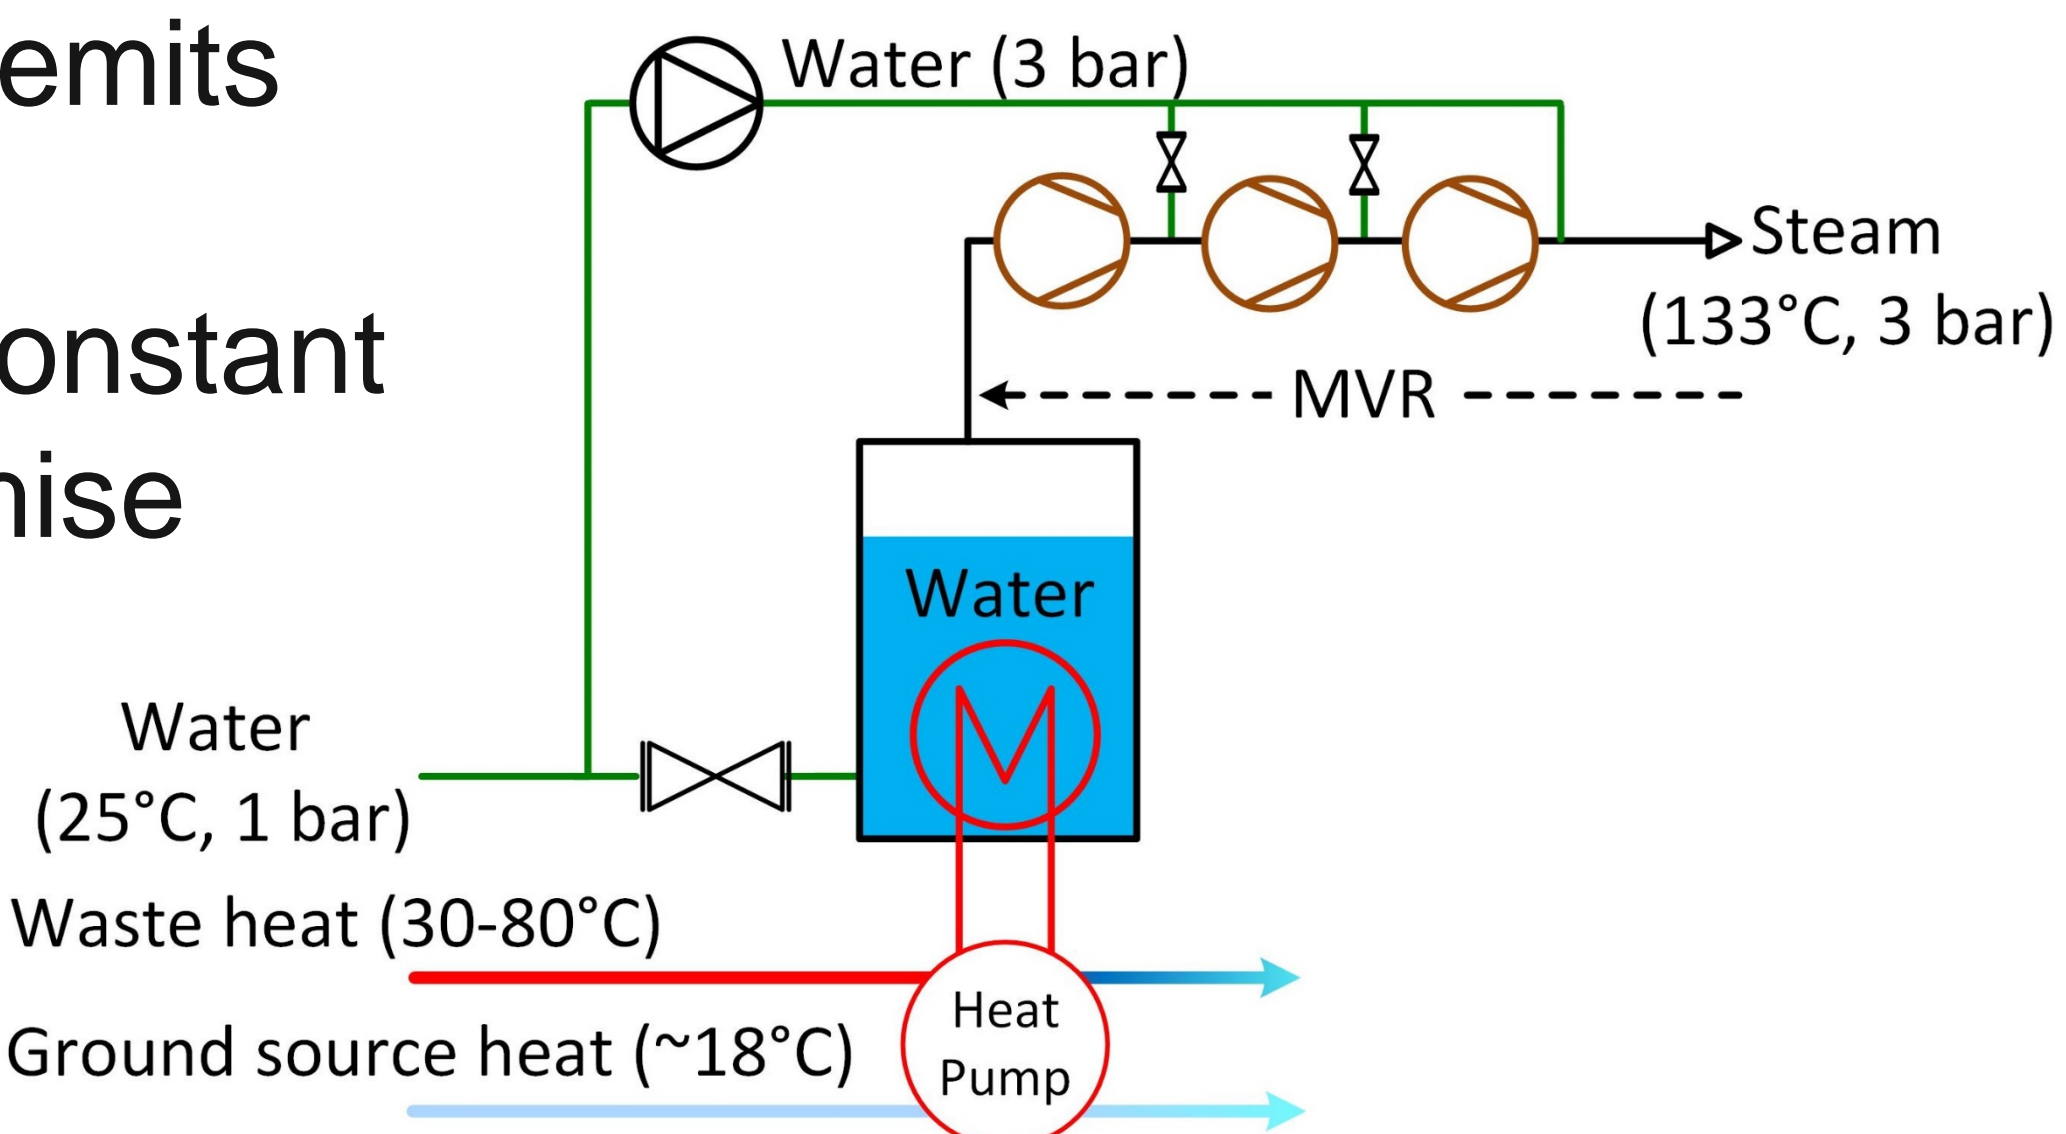 emits
onstant
nise
Water (3 bar)
Steam
(133°C, 3 bar)
MVR
Water
Water
(25°C, 1 bar)
Waste heat (30-80°C)
Ground source heat (~18°C)
Heat
Pump